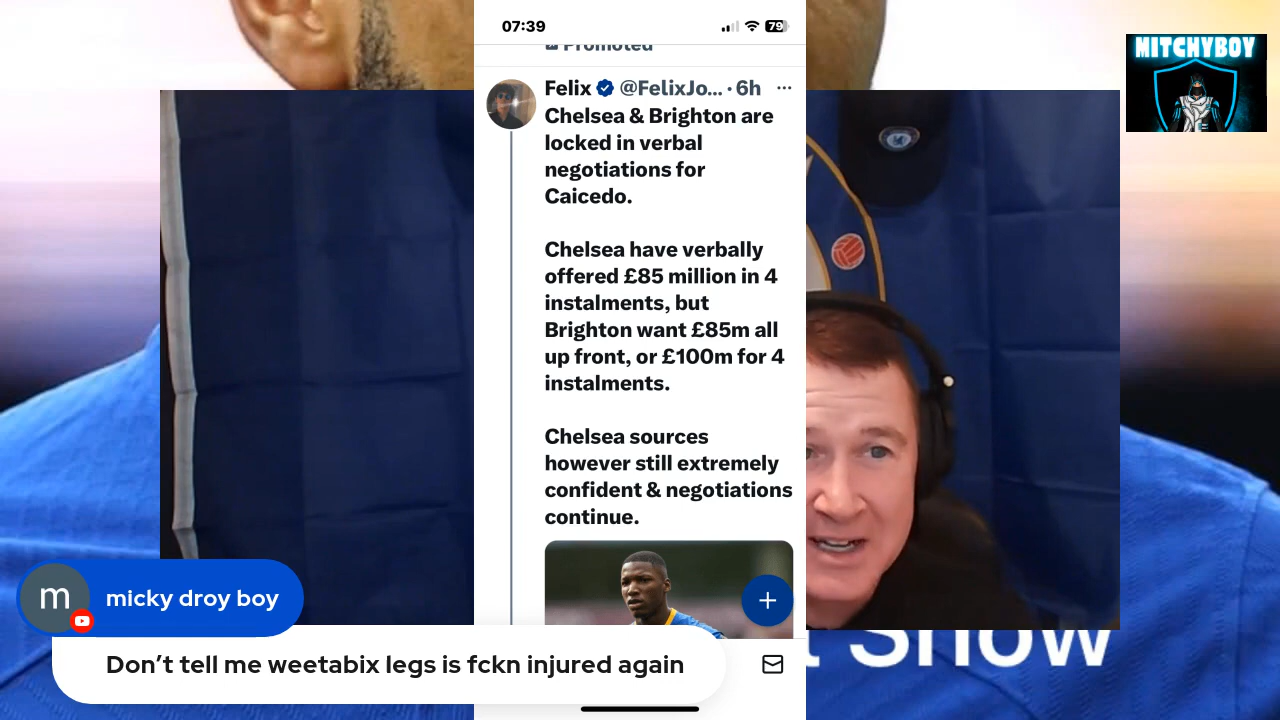 07:39
79
Promoted
MITCHYBOY
Felix @FelixJo... · 6h
Chelsea & Brighton are
locked in verbal
negotiations for
Caicedo.
Chelsea have verbally
offered £85 million in 4
instalments, but
Brighton want £85m all
up front, or £100m for 4
instalments.
Chelsea sources
however still extremely
confident & negotiations
continue.
m
micky droy boy
Don’t tell me weetabix legs is fckn injured again
Show